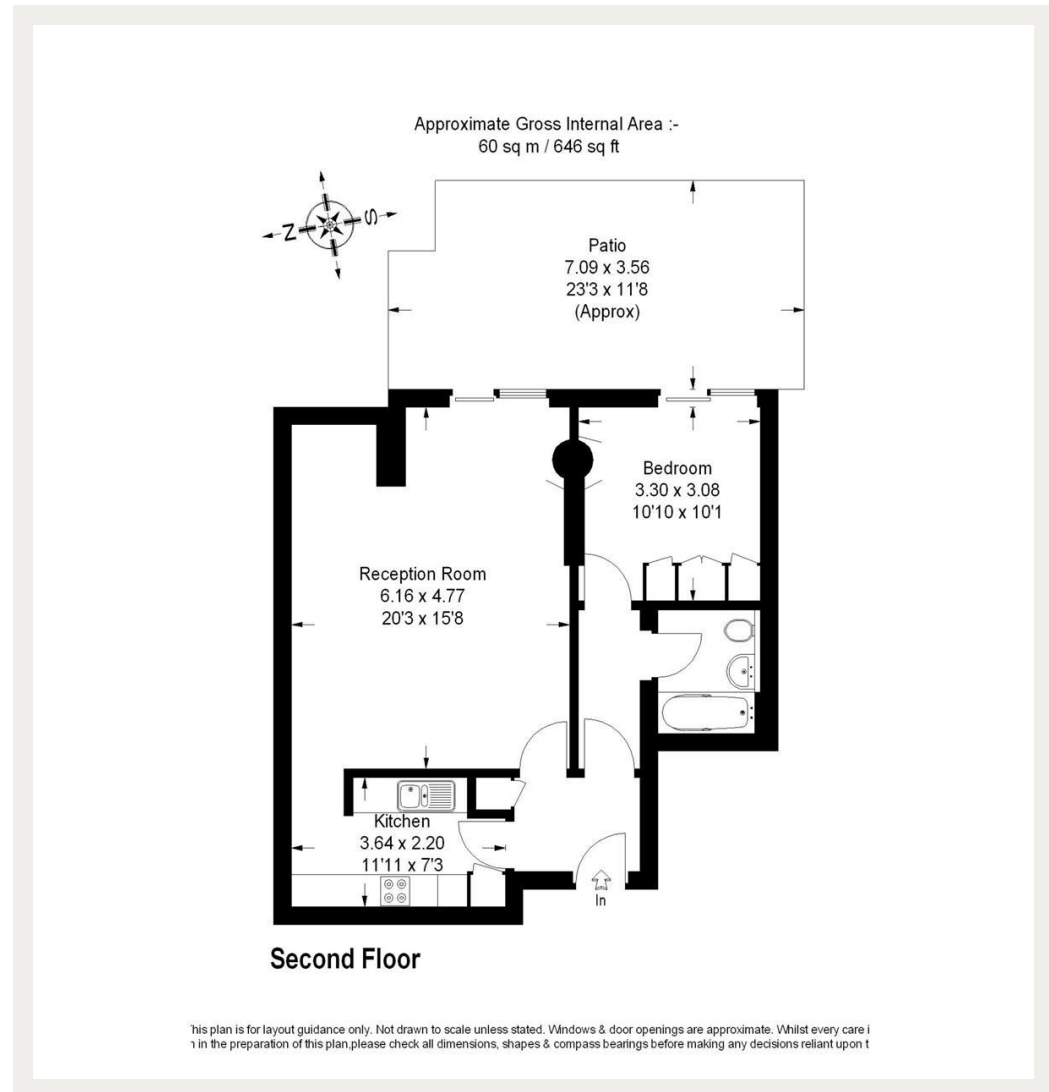 Approximate Gross Internal Area :-
60 sq m / 646 sq ft
N
S
Patio
7.09 x 3.56
23'3 x 11'8
(Approx)
Bedroom
3.30 x 3.08
10'10 x 10'1
Reception Room
6.16 x 4.77
20'3 x 15'8
Kitchen
3.64 x 2.20
11'11 x 7'3
In
Second Floor
his plan is for layout guidance only. Not drawn to scale unless stated. Windows & door openings are approximate. Whilst every care i
in the preparation of this plan,please check all dimensions, shapes & compass bearings before making any decisions reliant upon t